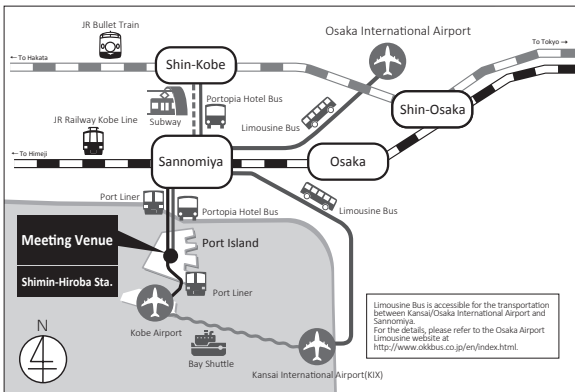 JR Bullet Train
Osaka International Airport
To Tokyo→
←To Hakata
Shin-Kobe
Portopia Hotel Bus
Subway
Limousine Bus
Shin-Osaka
JR Railway Kobe Line
←To Himeji
Sannomiya
Osaka
Port Liner
Portopia Hotel Bus
Limousine Bus
Meeting Venue
Port Island
Shimin-Hiroba Sta.
Port Liner
Kobe Airport
Limousine Bus is accessible for the transportation
between Kansai/Osaka International Airport and
Sannomiya.
For the details, please refer to the Osaka Airport
Limousine website at
http://www.okkbus.co.jp/en/index.html.
N
Bay Shuttle
Kansai International Airport(KIX)